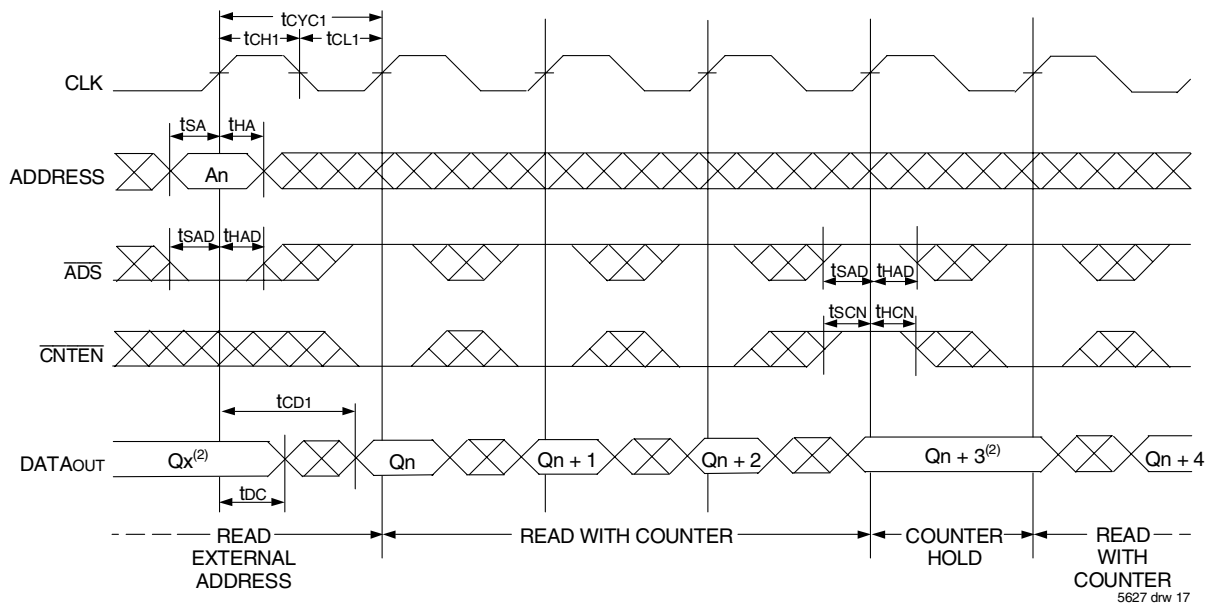 tCYC1
tCH1 tCL1
CLK
tSA tHA
ADDRESS An
tSAD tHAD
ADS tSAD tHAD
tSCN tHCN
CNTEN
tCD1
DATAOUT Qx(2) Qn Qn + 1 Qn + 2 Qn + 3(2) Qn + 4
tDC
READ EXTERNAL ADDRESS
READ WITH COUNTER
COUNTER HOLD
READ WITH COUNTER
5627 drw 17